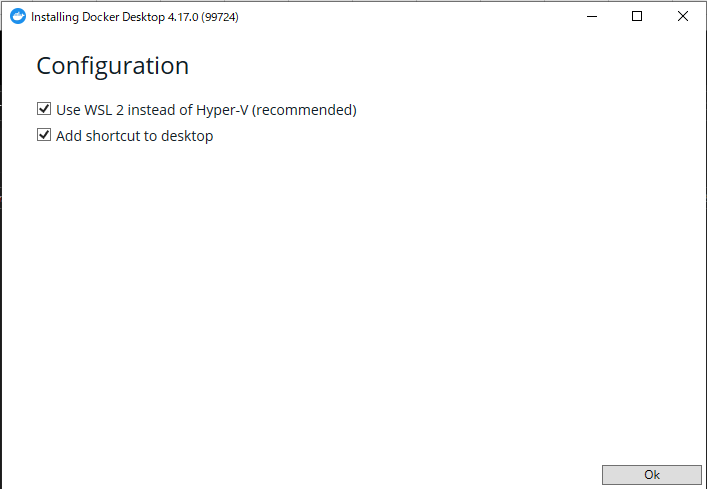 Installing Docker Desktop 4.17.0 (99724)
Configuration
Use WSL 2 instead of Hyper-V (recommended)
Add shortcut to desktop
Ok